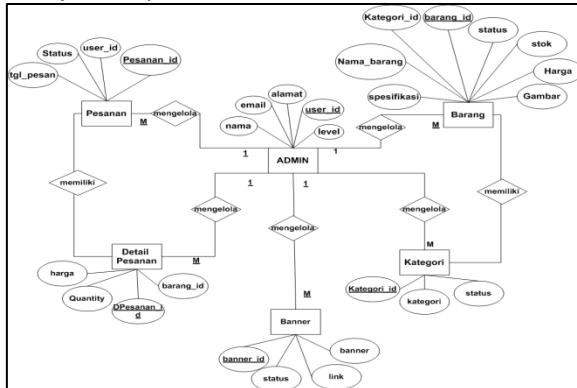 Kategori_id
barang_id
status
stok
Harga
Gambar
Nama_barang
spesifikasi
Barang
Status
user_id
Pesanan_id
tgl_pesan
Pesanan
M
mengelola
1
email
alamat
user_id
nama
level
ADMIN
1
mengelola
M
1
1
memiliki
mengelola
mengelola
mengelola
memiliki
Detail
Pesanan
M
harga
Quantity
DPesanan_i
d
barang_id
M
Kategori
Kategori_id
kategori
status
M
Banner
banner_id
status
link
banner